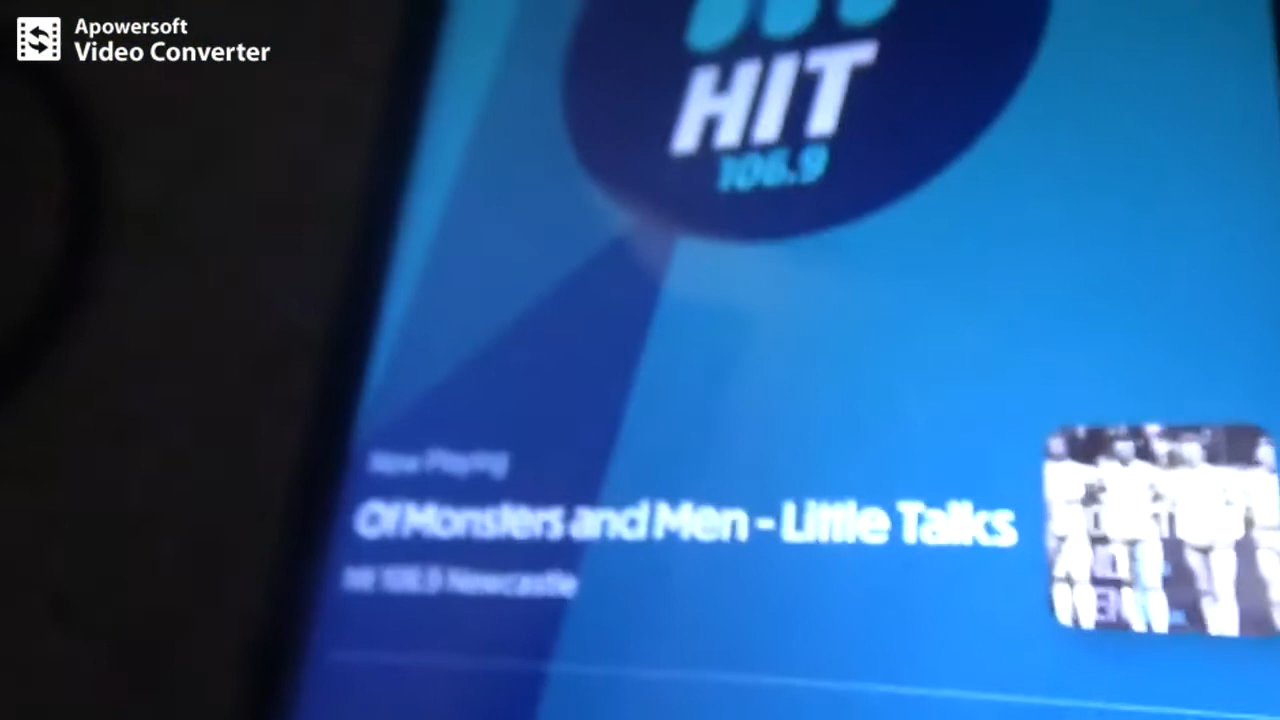 Apowersoft
Video Converter
HIT
106.9
Now Playing
Of Monsters and Men - Little Talks
hit 106.9 Newcastle